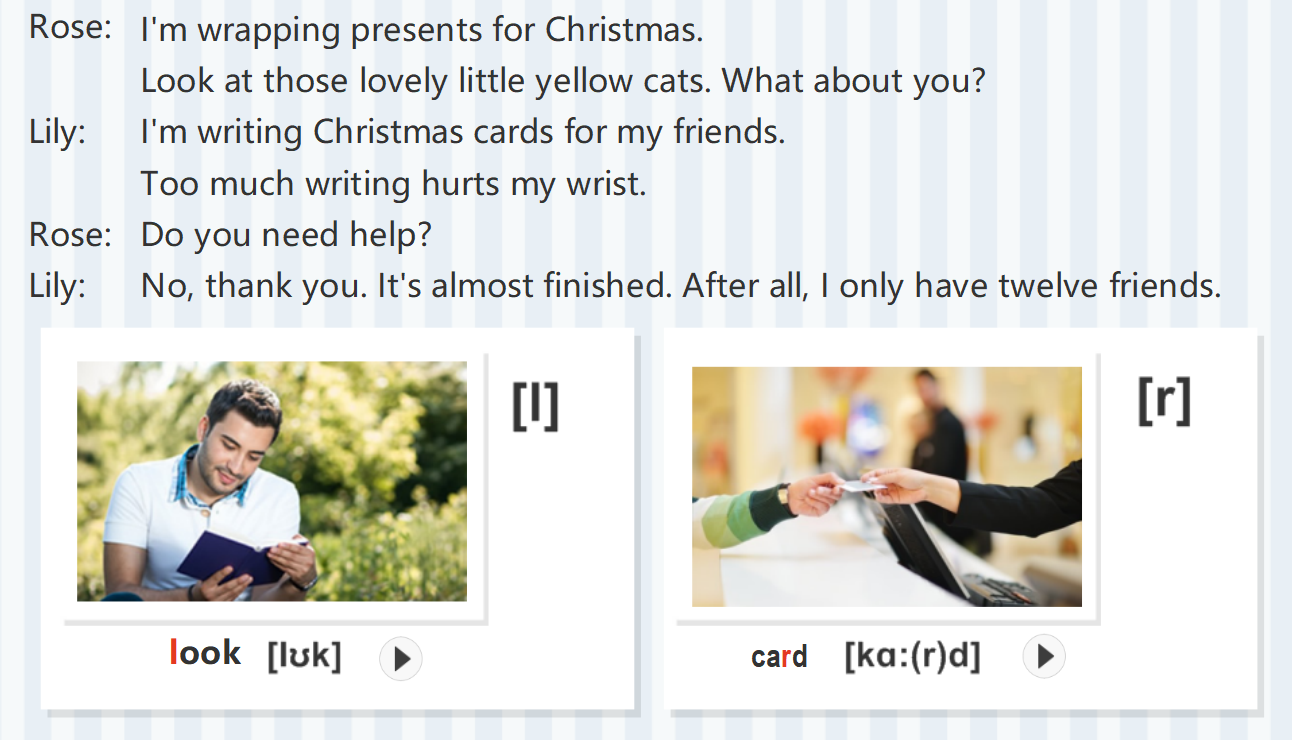 Rose: I'm wrapping presents for Christmas.
Look at those lovely little yellow cats. What about you?
Lily: I'm writing Christmas cards for my friends.
Too much writing hurts my wrist.
Rose: Do you need help?
Lily: No, thank you. It's almost finished. After all, I only have twelve friends.
[l]
[r]
look [lʊk]
card [kɑ:(r)d]